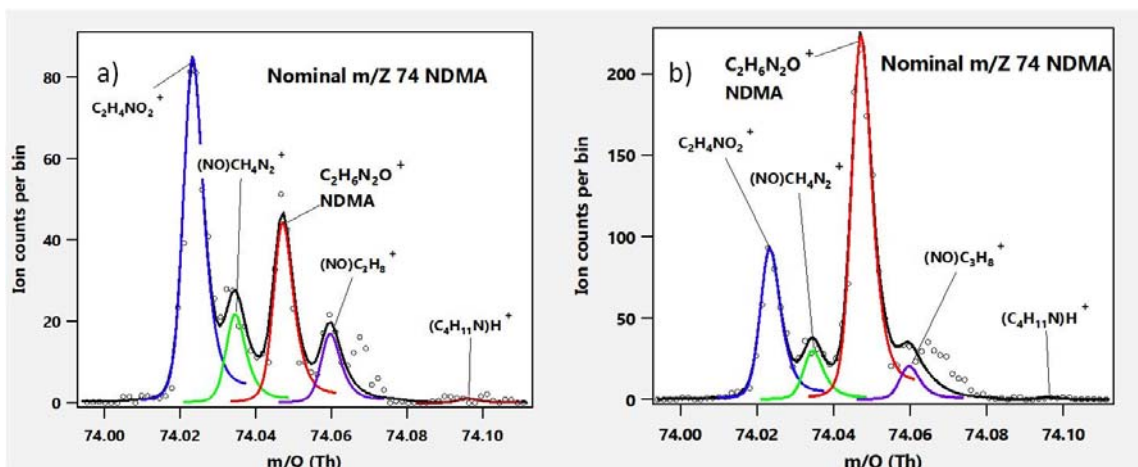 a)
Nominal m/Z 74 NDMA
C₂H₄NO₂⁺
(NO)CH₄N₂⁺
C₂H₆N₂O⁺
NDMA
(NO)C₃H₈⁺
(C₄H₁₁N)H⁺
Ion counts per bin
80
60
40
20
0
74.00 74.02 74.04 74.06 74.08 74.10
m/Q (Th)
b)
C₂H₆N₂O⁺
NDMA
Nominal m/Z 74 NDMA
C₂H₄NO₂⁺
(NO)CH₄N₂⁺
(NO)C₃H₈⁺
(C₄H₁₁N)H⁺
Ion counts per bin
200
150
100
50
0
74.00 74.02 74.04 74.06 74.08 74.10
m/Q (Th)